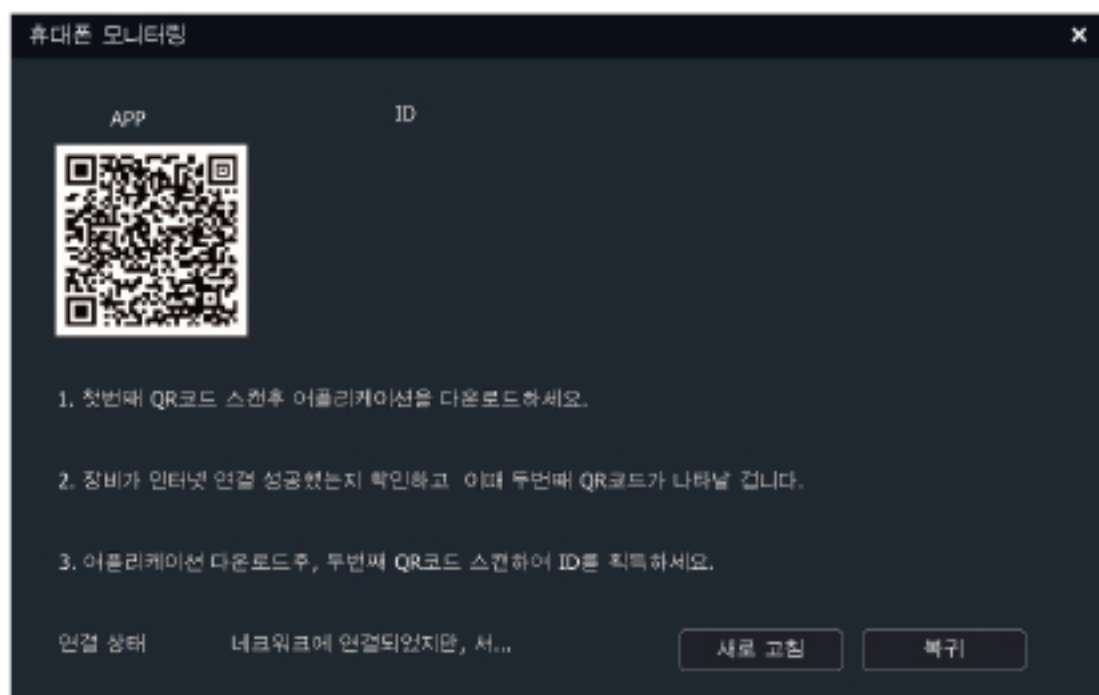 휴대폰 모니터링
APP
ID
1. 첫번째 QR코드 스캔후 어플리케이션을 다운로드하세요.
2. 장비가 인터넷 연결 성공했는지 확인하고 이때 두번째 QR코드가 나타날 겁니다.
3. 어플리케이션 다운로드후, 두번째 QR코드 스캔하여 ID를 획득하세요.
연결 상태 네크워크에 연결되었지만, 서...
새로 고침 복귀